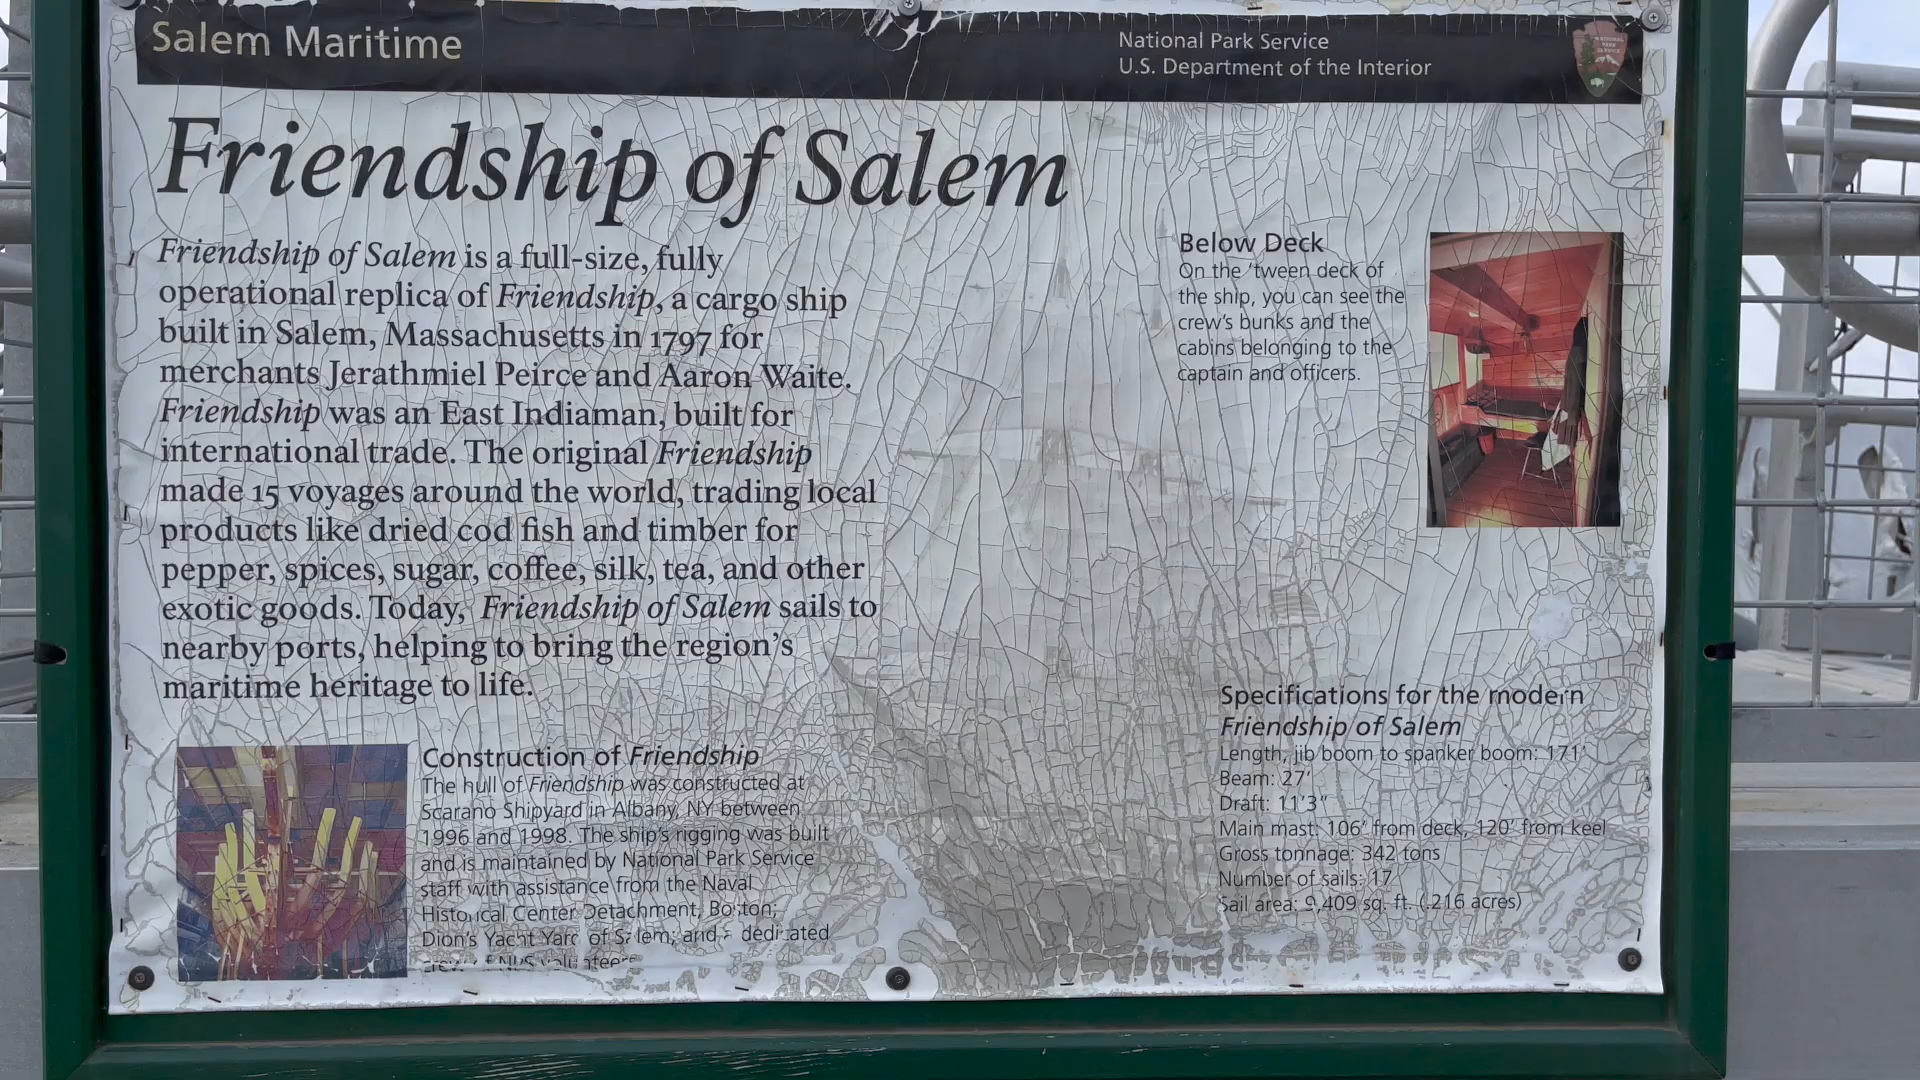 Salem Maritime
National Park Service
U.S. Department of the Interior
NATIONAL
PARK
SERVICE
Friendship of Salem
Friendship of Salem is a full-size, fully
operational replica of Friendship, a cargo ship
built in Salem, Massachusetts in 1797 for
merchants Jerathmiel Peirce and Aaron Waite.
Friendship was an East Indiaman, built for
international trade. The original Friendship
made 15 voyages around the world, trading local
products like dried cod fish and timber for
pepper, spices, sugar, coffee, silk, tea, and other
exotic goods. Today, Friendship of Salem sails to
nearby ports, helping to bring the region's
maritime heritage to life.
Below Deck
On the 'tween deck of
the ship, you can see the
crew's bunks and the
cabins belonging to the
captain and officers.
Construction of Friendship
The hull of Friendship was constructed at
Scarano Shipyard in Albany, NY between
1996 and 1998. The ship's rigging was built
and is maintained by National Park Service
staff with assistance from the Naval
Historical Center Detachment, Boston;
Dion's Yacht Yard of Salem; and a dedicated
crew of NPS volunteers
Specifications for the modern
Friendship of Salem
Length, jib boom to spanker boom: 171'
Beam: 27'
Draft: 11'3"
Main mast: 106' from deck, 120' from keel
Gross tonnage: 342 tons
Number of sails: 17
Sail area: 9,409 sq. ft. (.216 acres)